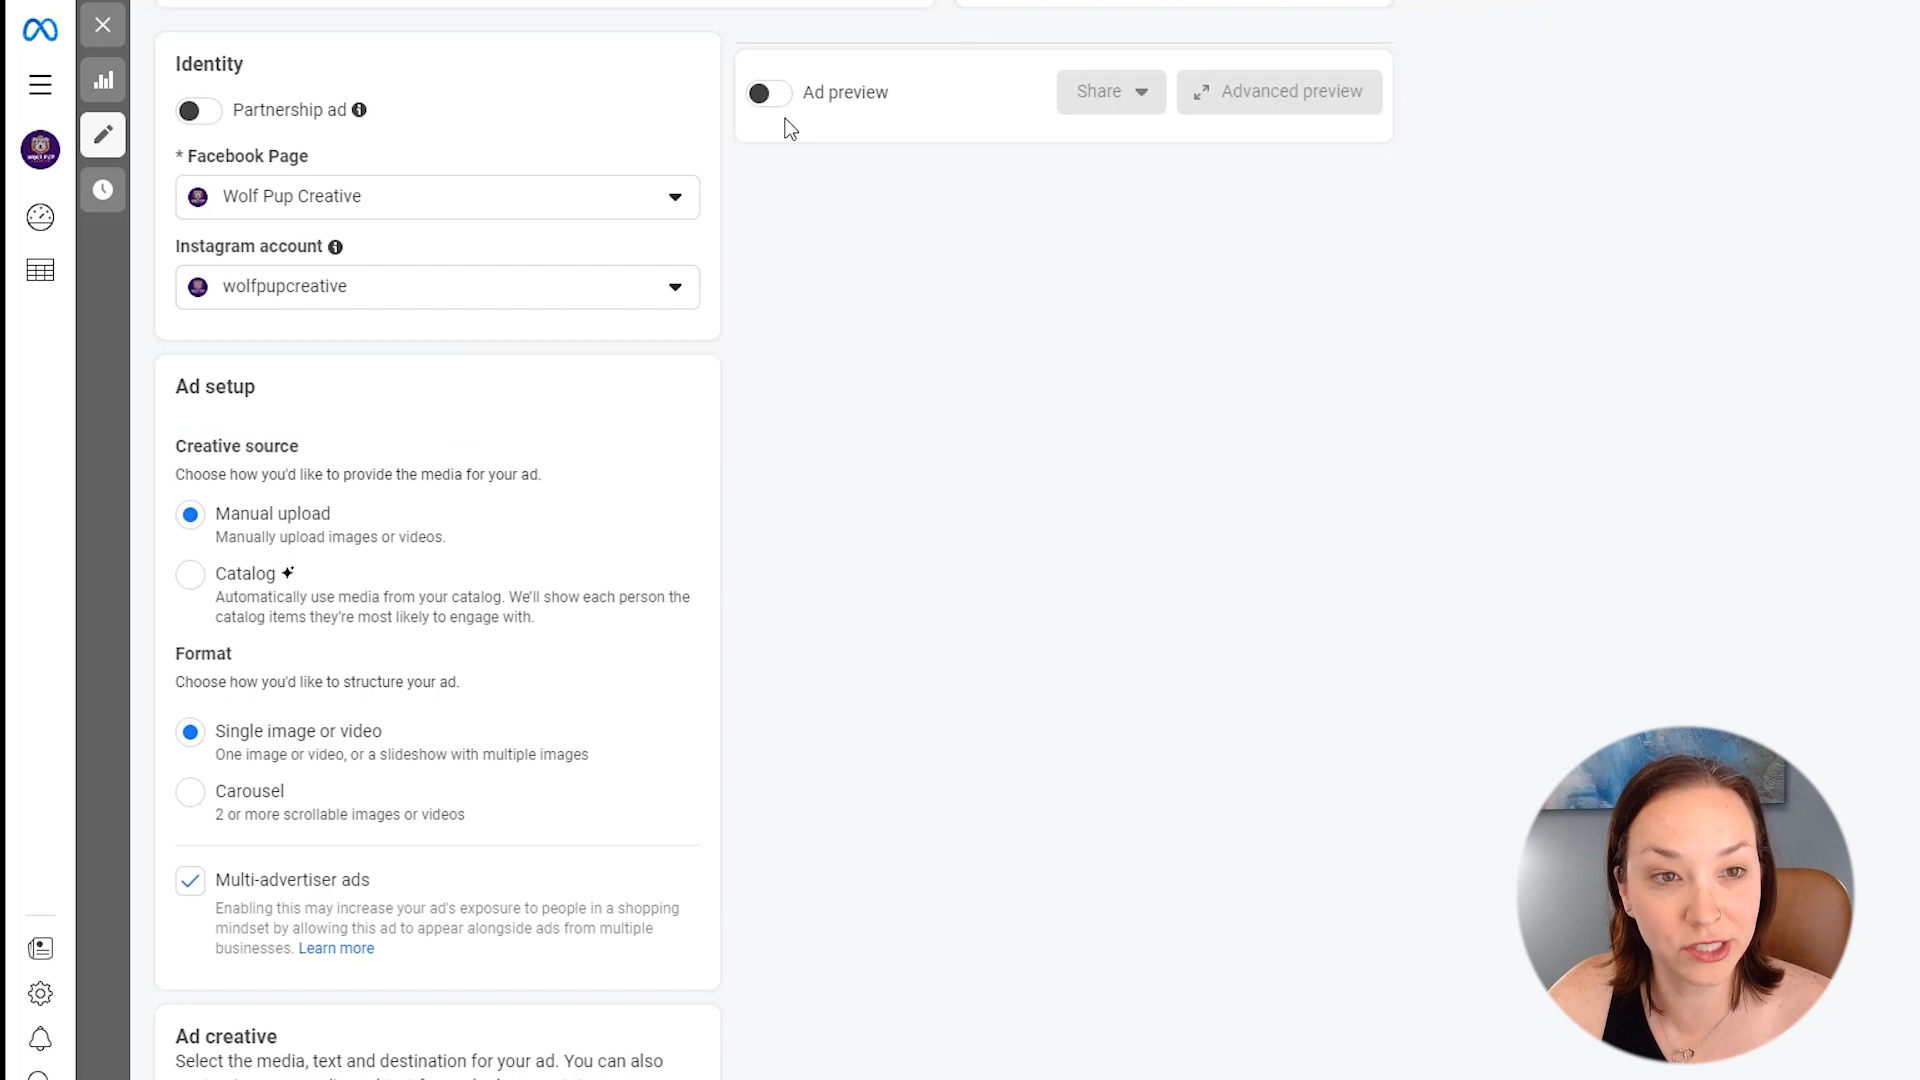 Identity
Partnership ad
* Facebook Page
Wolf Pup Creative
Instagram account
wolfpupcreative
Ad setup
Creative source
Choose how you'd like to provide the media for your ad.
Manual upload
Manually upload images or videos.
Catalog
Automatically use media from your catalog. We'll show each person the
catalog items they're most likely to engage with.
Format
Choose how you'd like to structure your ad.
Single image or video
One image or video, or a slideshow with multiple images
Carousel
2 or more scrollable images or videos
Multi-advertiser ads
Enabling this may increase your ad's exposure to people in a shopping
mindset by allowing this ad to appear alongside ads from multiple
businesses. Learn more
Ad creative
Select the media, text and destination for your ad. You can also
Ad preview
Share
Advanced preview